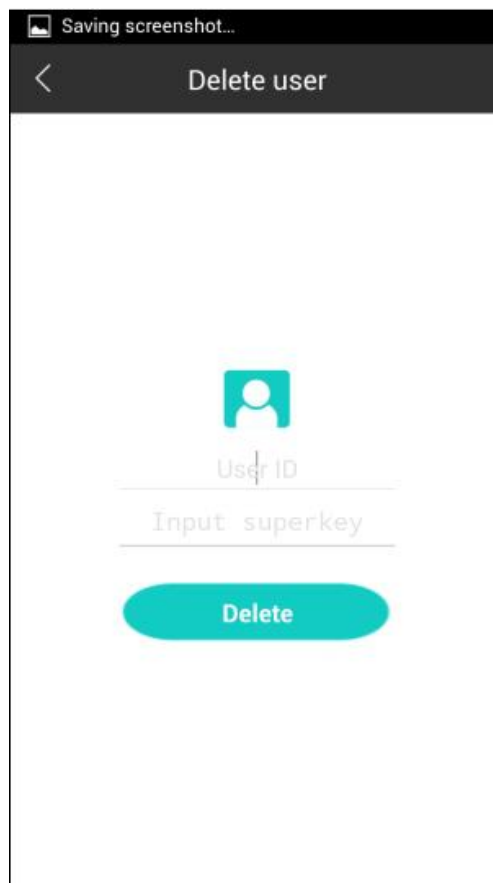 Saving screenshot...
Delete user
User ID
Input superkey
Delete